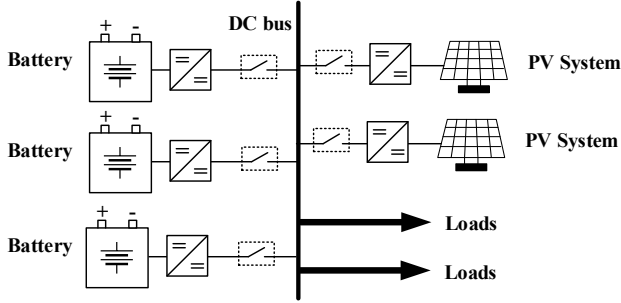 DC bus
+ -
Battery
PV System
+ -
Battery
PV System
+ -
Battery
Loads
Loads